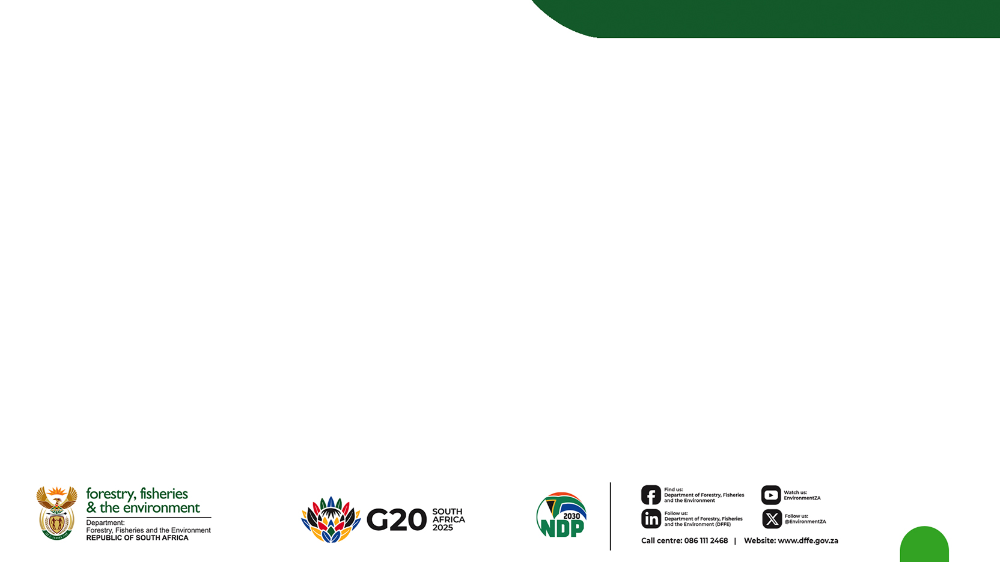 forestry, fisheries
& the environment
Department:
Forestry, Fisheries and the Environment
REPUBLIC OF SOUTH AFRICA
G20
SOUTH
AFRICA
2025
2030
NDP
Find us:
Department of Forestry, Fisheries
and the Environment
Watch us:
EnvironmentZA
Follow us:
Department of Forestry, Fisheries
and the Environment (DFFE)
Follow us:
@EnvironmentZA
Call centre: 086 111 2468 | Website: www.dffe.gov.za